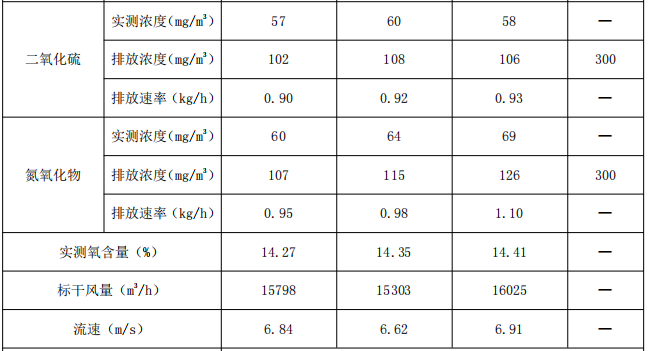 实测浓度(mg/m³) 57 60 58 —
二氧化硫 排放浓度(mg/m³) 102 108 106 300
排放速率(kg/h) 0.90 0.92 0.93 —
实测浓度(mg/m³) 60 64 69 —
氮氧化物 排放浓度(mg/m³) 107 115 126 300
排放速率(kg/h) 0.95 0.98 1.10 —
实测氧含量(%) 14.27 14.35 14.41 —
标干风量(m³/h) 15798 15303 16025 —
流速(m/s) 6.84 6.62 6.91 —